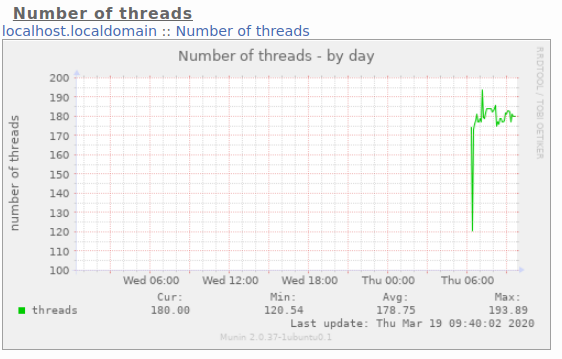 Number of threads
localhost.localdomain :: Number of threads
Number of threads - by day
RRDTOOL / TOBI OETIKER
number of threads
200
190
180
170
160
150
140
130
120
110
100
Wed 06:00 Wed 12:00 Wed 18:00 Thu 00:00 Thu 06:00
Cur: Min: Avg: Max:
threads 180.00 120.54 178.75 193.89
Last update: Thu Mar 19 09:40:02 2020
Munin 2.0.37-1ubuntu0.1